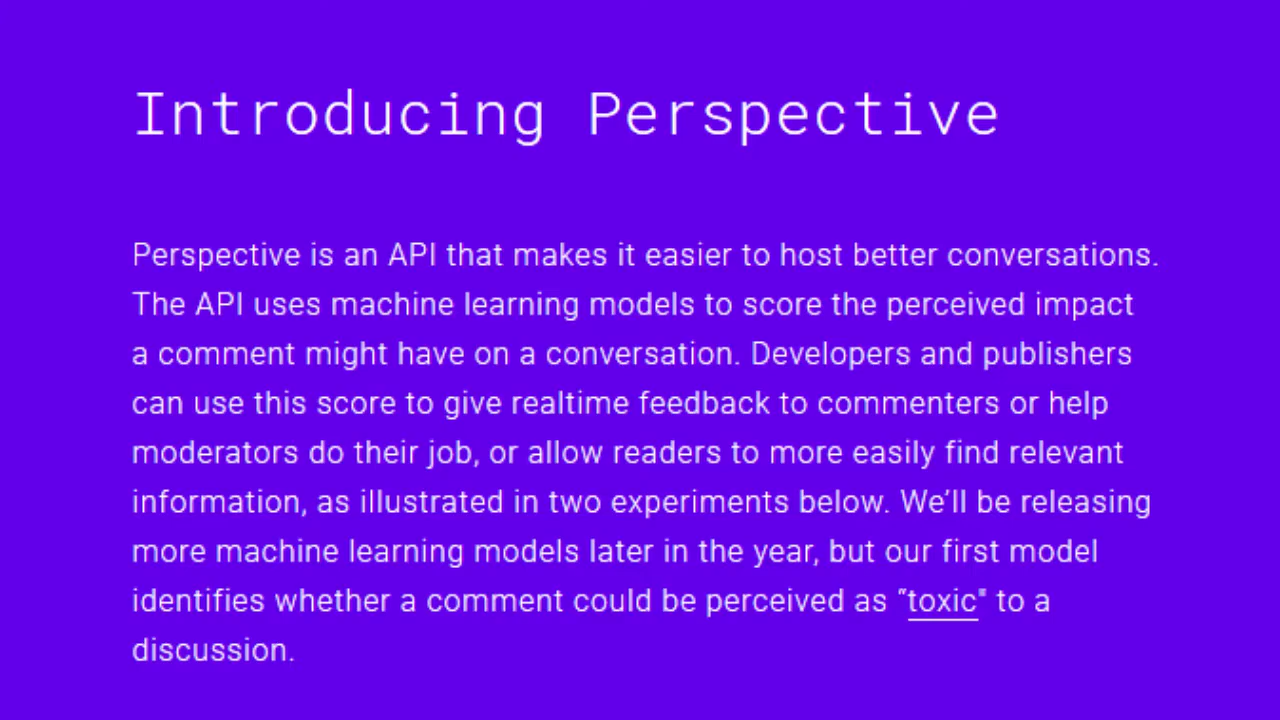 Introducing Perspective
Perspective is an API that makes it easier to host better conversations.
The API uses machine learning models to score the perceived impact
a comment might have on a conversation. Developers and publishers
can use this score to give realtime feedback to commenters or help
moderators do their job, or allow readers to more easily find relevant
information, as illustrated in two experiments below. We’ll be releasing
more machine learning models later in the year, but our first model
identifies whether a comment could be perceived as “toxic" to a
discussion.